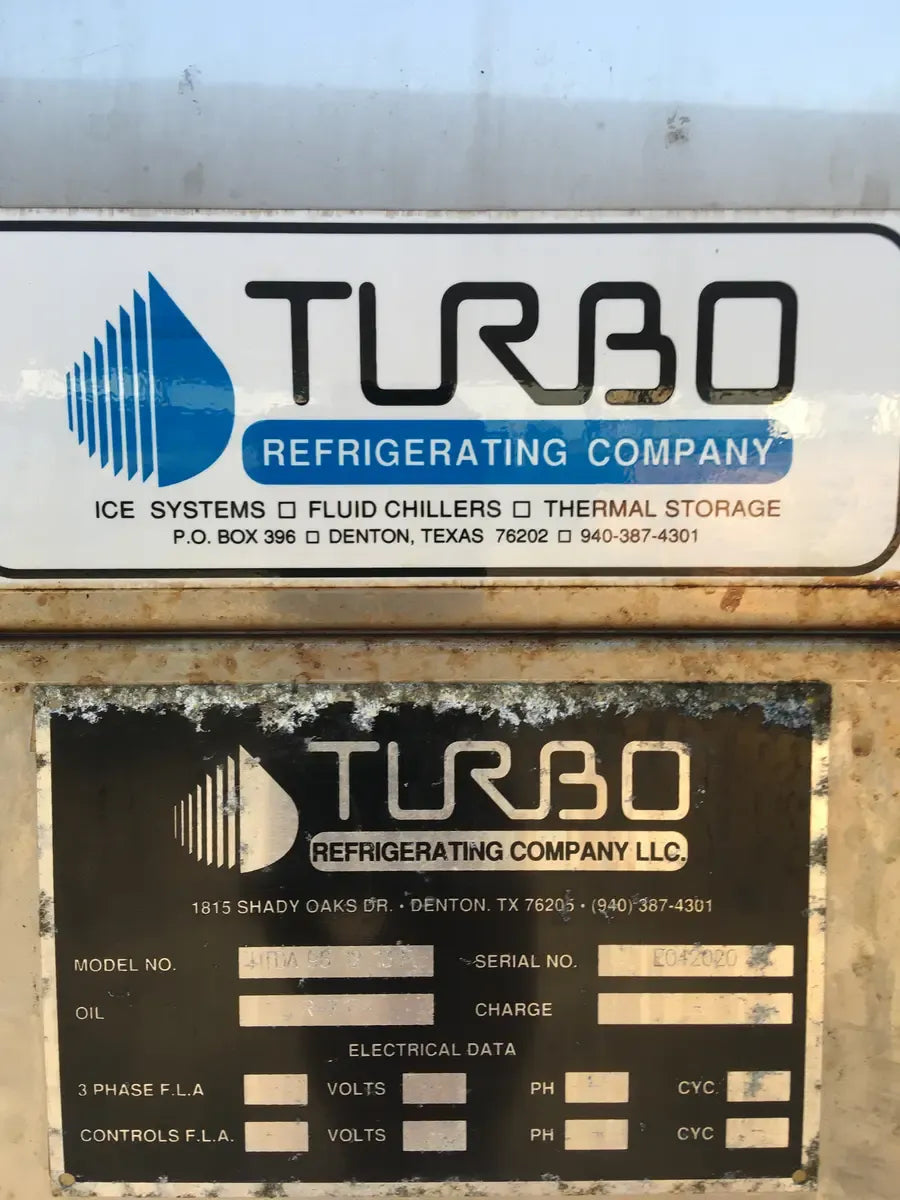 TURBO
REFRIGERATING COMPANY
ICE SYSTEMS □ FLUID CHILLERS □ THERMAL STORAGE
P.O. BOX 396 □ DENTON, TEXAS 76202 □ 940-387-4301
TURBO
REFRIGERATING COMPANY LLC.
1815 SHADY OAKS DR. • DENTON. TX 76205 • (940) 387-4301
MODEL NO. SERIAL NO. E042020
OIL CHARGE
ELECTRICAL DATA
3 PHASE F.L.A VOLTS PH CYC.
CONTROLS F.L.A. VOLTS PH CYC